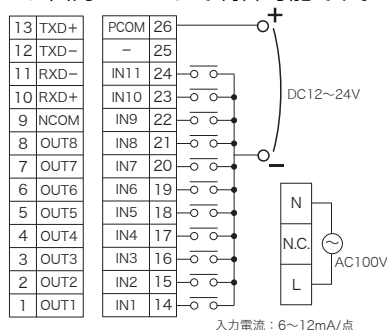 13 TXD+ PCOM 26 +
12 TXD− − 25
11 RXD− IN11 24
10 RXD+ IN10 23 DC12～24V
9 NCOM IN9 22
8 OUT8 IN8 21
7 OUT7 IN7 20 −
6 OUT6 IN6 19 N
5 OUT5 IN5 18
4 OUT4 IN4 17 N.C.
3 OUT3 IN3 16 AC100V
2 OUT2 IN2 15 L
1 OUT1 IN1 14
入力電流：6～12mA/点